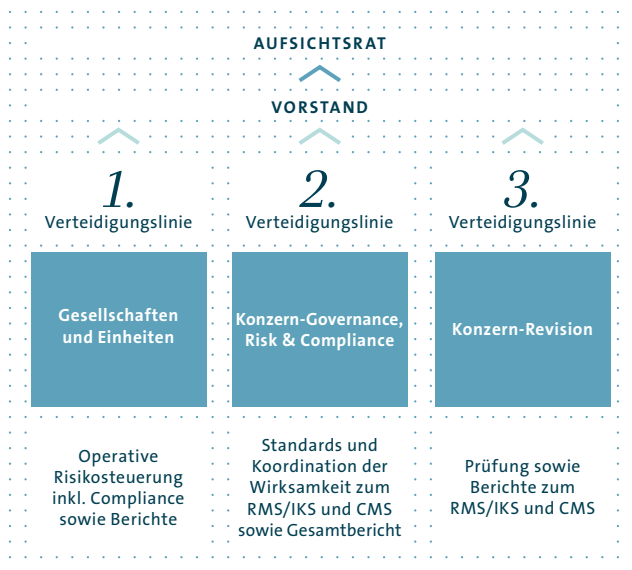 AUFSICHTSRAT
VORSTAND
1.
Verteidigungslinie
2.
Verteidigungslinie
3.
Verteidigungslinie
Gesellschaften
und Einheiten
Konzern-Governance,
Risk & Compliance
Konzern-Revision
Operative
Risikosteuerung
inkl. Compliance
sowie Berichte
Standards und
Koordination der
Wirksamkeit zum
RMS/IKS und CMS
sowie Gesamtbericht
Prüfung sowie
Berichte zum
RMS/IKS und CMS